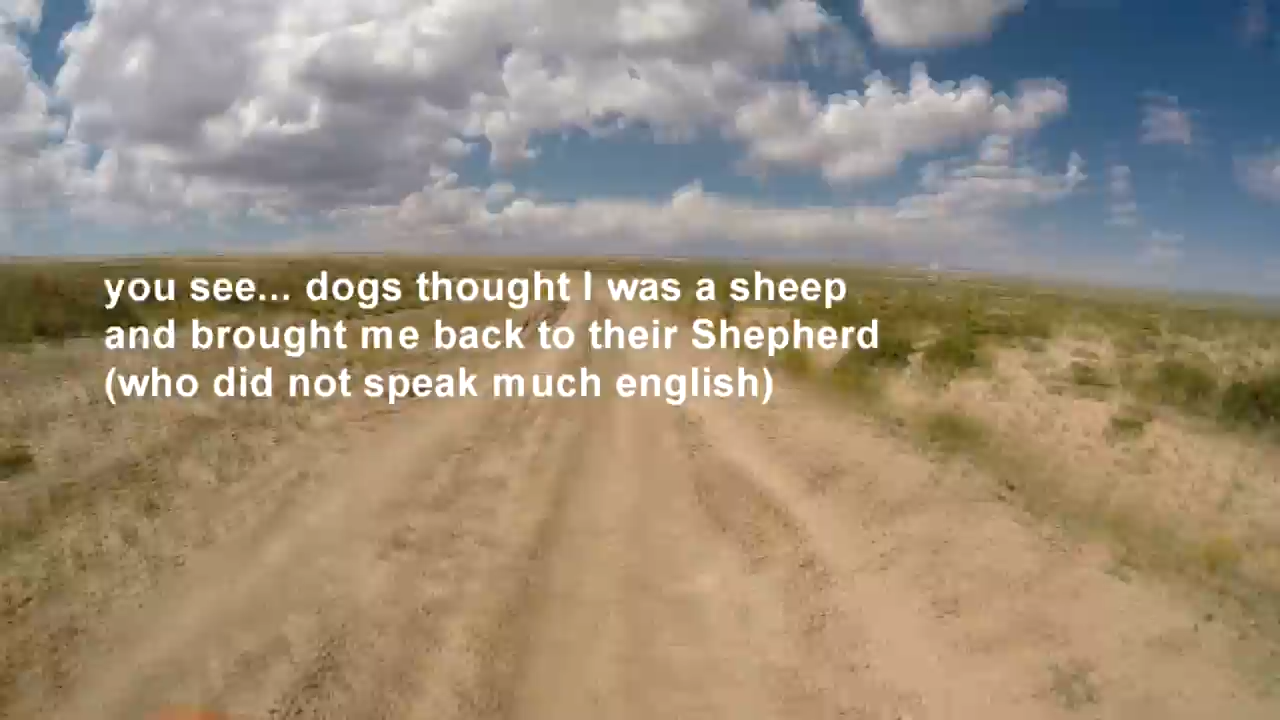 you see... dogs thought I was a sheep
and brought me back to their Shepherd
(who did not speak much english)